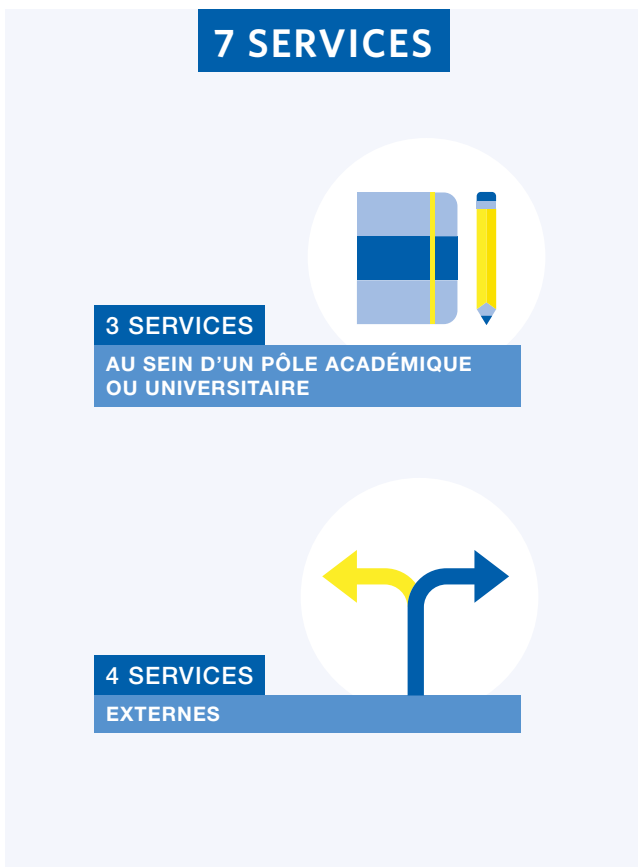 7 SERVICES
3 SERVICES
AU SEIN D’UN PÔLE ACADÉMIQUE
OU UNIVERSITAIRE
4 SERVICES
EXTERNES